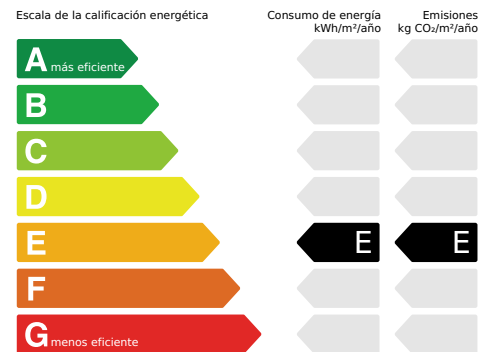 Escala de la calificación energética
Consumo de energía
kWh/m²/año
Emisiones
kg CO₂/m²/año
A más eficiente
B
C
D
E E E
F
G menos eficiente